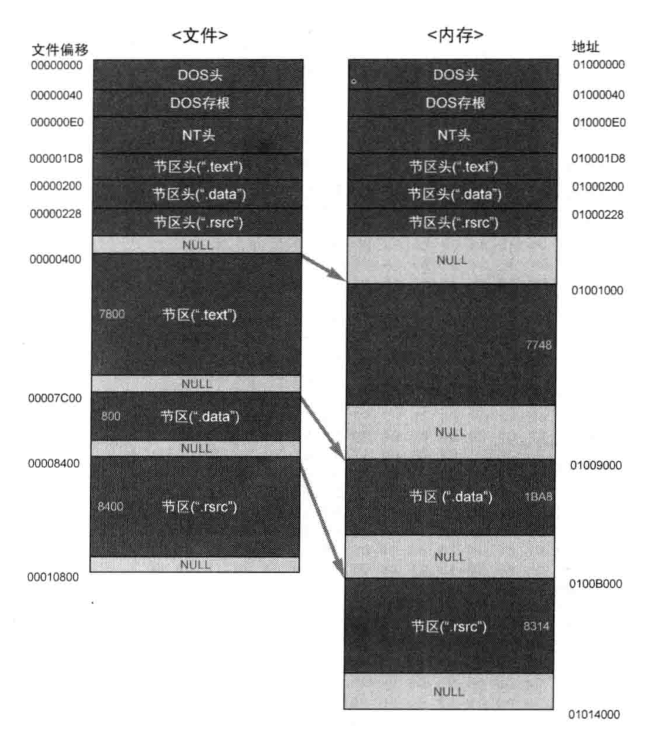 <文件>
<内存>
文件偏移
地址
00000000
DOS头
DOS头
01000000
00000040
DOS存根
DOS存根
01000040
000000E0
NT头
NT头
010000E0
000001D8
节区头(“.text”)
节区头(“.text”)
010001D8
00000200
节区头(“.data”)
节区头(“.data”)
01000200
00000228
节区头(“.rsrc”)
节区头(“.rsrc”)
01000228
NULL
NULL
00000400
01001000
7800
节区(“.text”)
7748
NULL
00007C00
800
节区(“.data”)
NULL
NULL
00008400
01009000
8400
节区(“.rsrc”)
节区 (“.data”)
1BA8
NULL
NULL
00010800
0100B000
节区(“.rsrc”)
8314
NULL
01014000